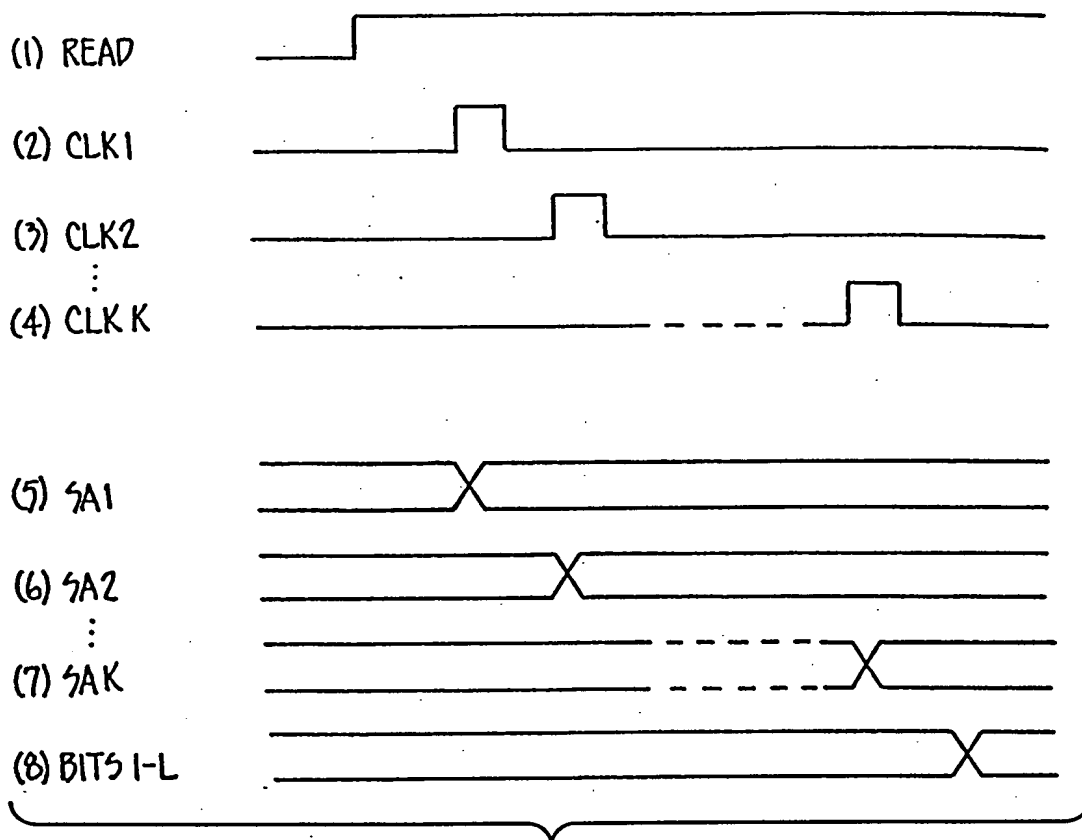 (1) READ
(2) CLK1
(3) CLK2
⋮
(4) CLK K
(5) SA1
(6) SA2
⋮
(7) SAK
(8) BITS 1-L